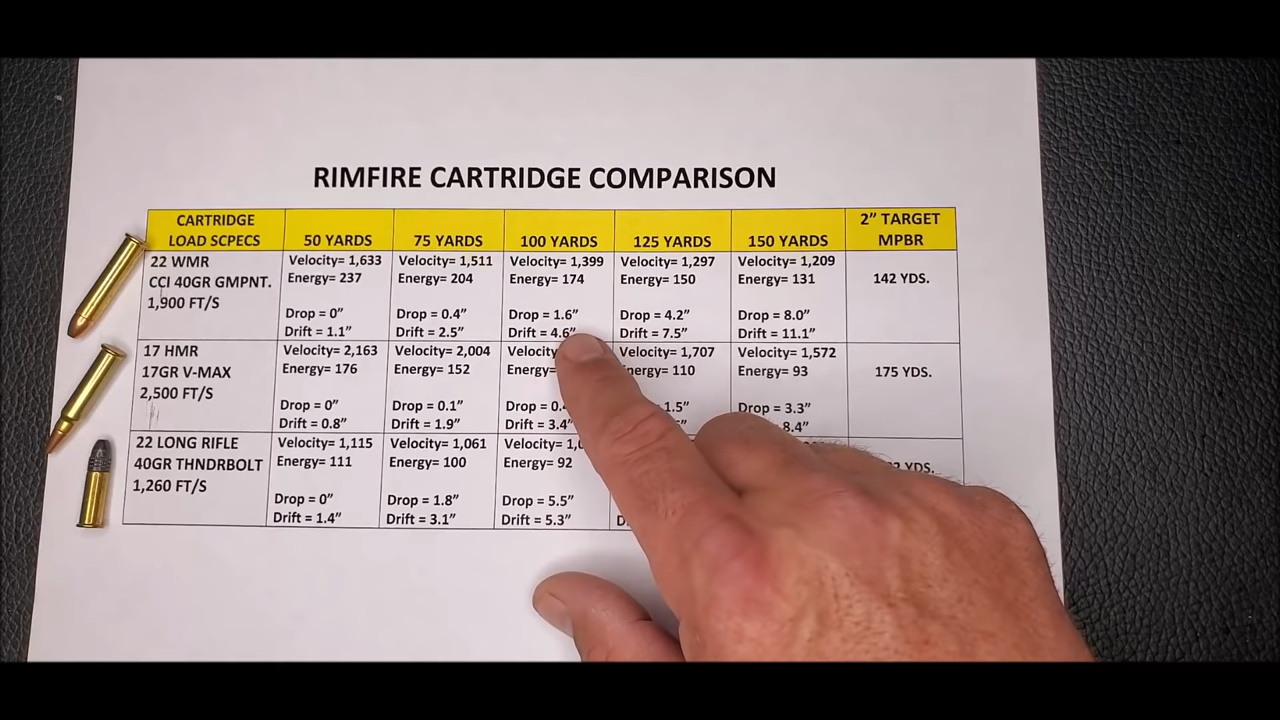 RIMFIRE CARTRIDGE COMPARISON
CARTRIDGE
LOAD SCPECS
50 YARDS
75 YARDS
100 YARDS
125 YARDS
150 YARDS
2” TARGET
MPBR
22 WMR
CCI 40GR GMPNT.
1,900 FT/S
Velocity= 1,633
Energy= 237
Drop = 0”
Drift = 1.1”
Velocity= 1,511
Energy= 204
Drop = 0.4”
Drift = 2.5”
Velocity= 1,399
Energy= 174
Drop = 1.6”
Drift = 4.6”
Velocity= 1,297
Energy= 150
Drop = 4.2”
Drift = 7.5”
Velocity= 1,209
Energy= 131
Drop = 8.0”
Drift = 11.1”
142 YDS.
17 HMR
17GR V-MAX
2,500 FT/S
Velocity= 2,163
Energy= 176
Drop = 0”
Drift = 0.8”
Velocity= 2,004
Energy= 152
Drop = 0.1”
Drift = 1.9”
Velocity
Energy=
Drop =
Drift = 3.4”
Velocity= 1,707
110
1.5”
Velocity= 1,572
Energy= 93
Drop = 3.3”
8.4”
175 YDS.
22 LONG RIFLE
40GR THNDRBOLT
1,260 FT/S
Velocity= 1,115
Energy= 111
Drop = 0”
Drift = 1.4”
Velocity= 1,061
Energy= 100
Drop = 1.8”
Drift = 3.1”
Velocity=
Energy= 92
Drop = 5.5”
Drift = 5.3”
YDS.